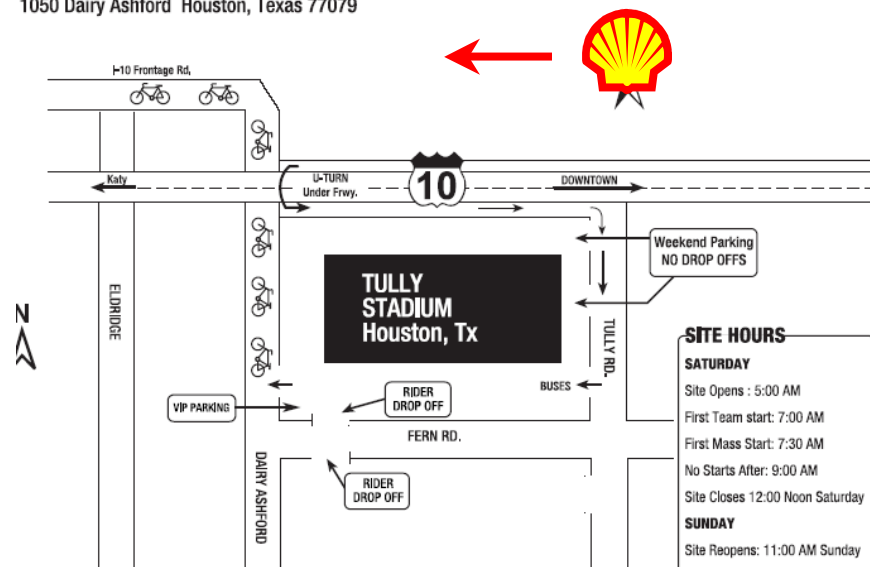 1050 Dairy Ashford Houston, Texas 77079
I-10 Frontage Rd,
Katy
U-TURN
Under Frwy.
10
DOWNTOWN
Weekend Parking
NO DROP OFFS
TULLY
STADIUM
Houston, Tx
ELDRIDGE
N
TULLY RD.
BUSES
RIDER
DROP OFF
VIP PARKING
FERN RD.
RIDER
DROP OFF
DAIRY ASHFORD
SITE HOURS
SATURDAY
Site Opens : 5:00 AM
First Team start: 7:00 AM
First Mass Start: 7:30 AM
No Starts After: 9:00 AM
Site Closes 12:00 Noon Saturday
SUNDAY
Site Reopens: 11:00 AM Sunday